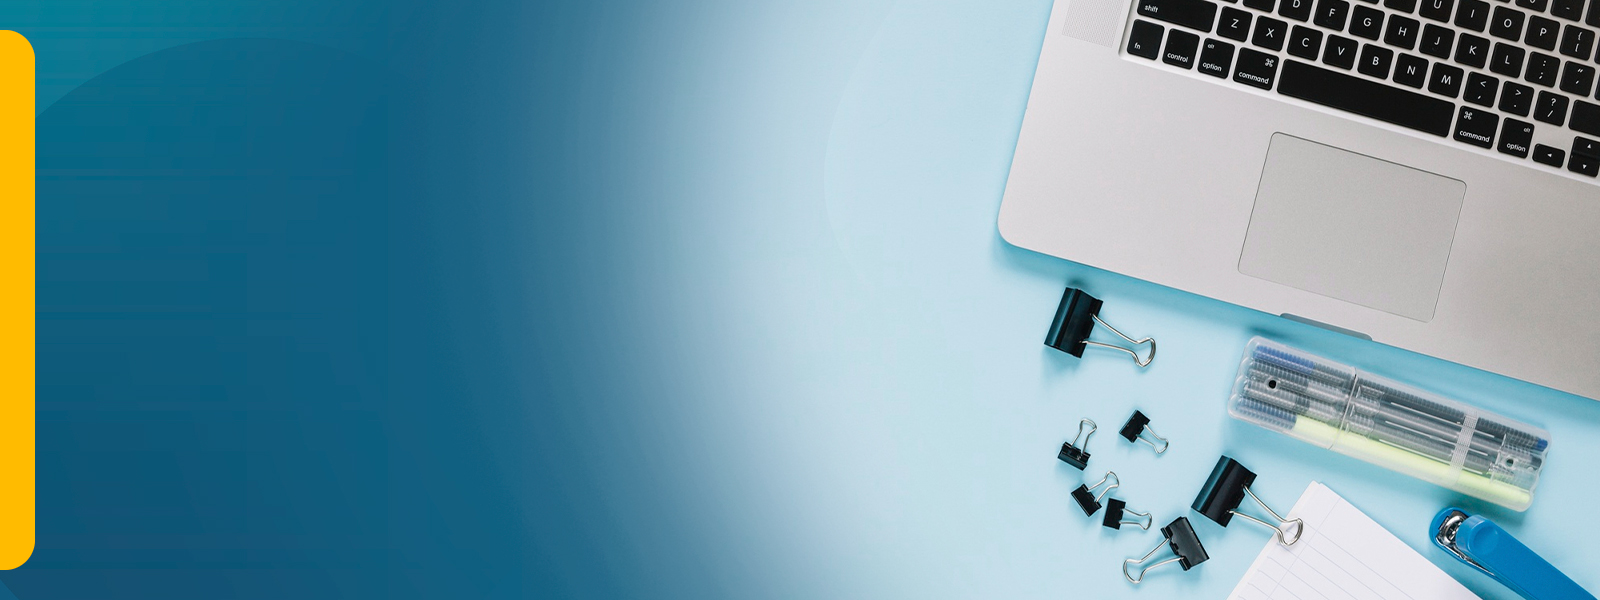 D F G H J U I O P {
[
shift Z X C V B N M K L : ; " '
fn control alt option ⌘ command < , > . ? /
⌘ command alt option ◄ ▲ ▼